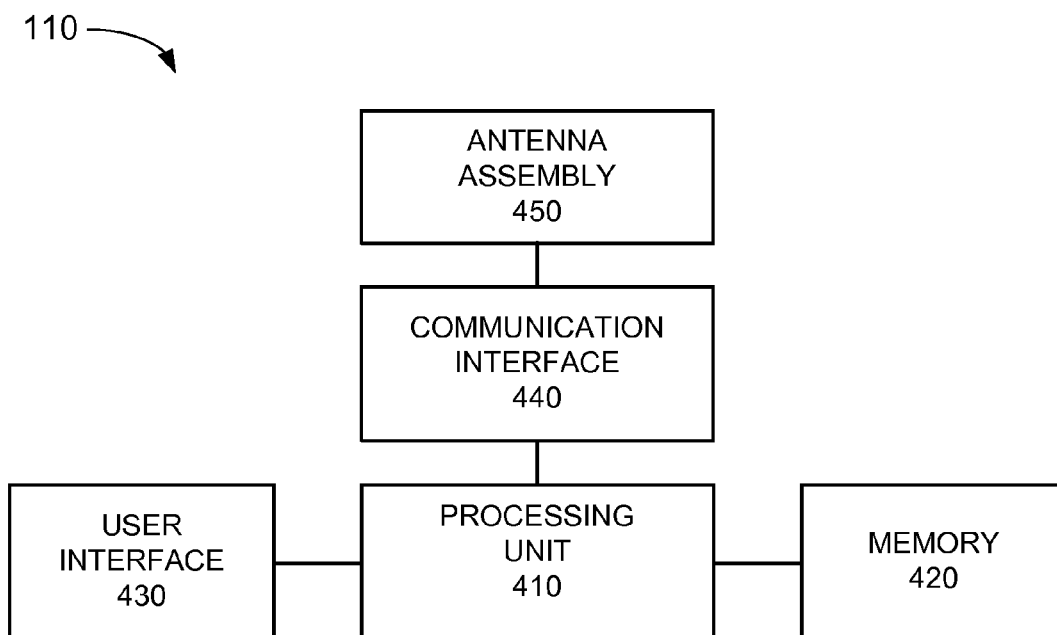 110
ANTENNA
ASSEMBLY
450
COMMUNICATION
INTERFACE
440
USER
INTERFACE
430
PROCESSING
UNIT
410
MEMORY
420